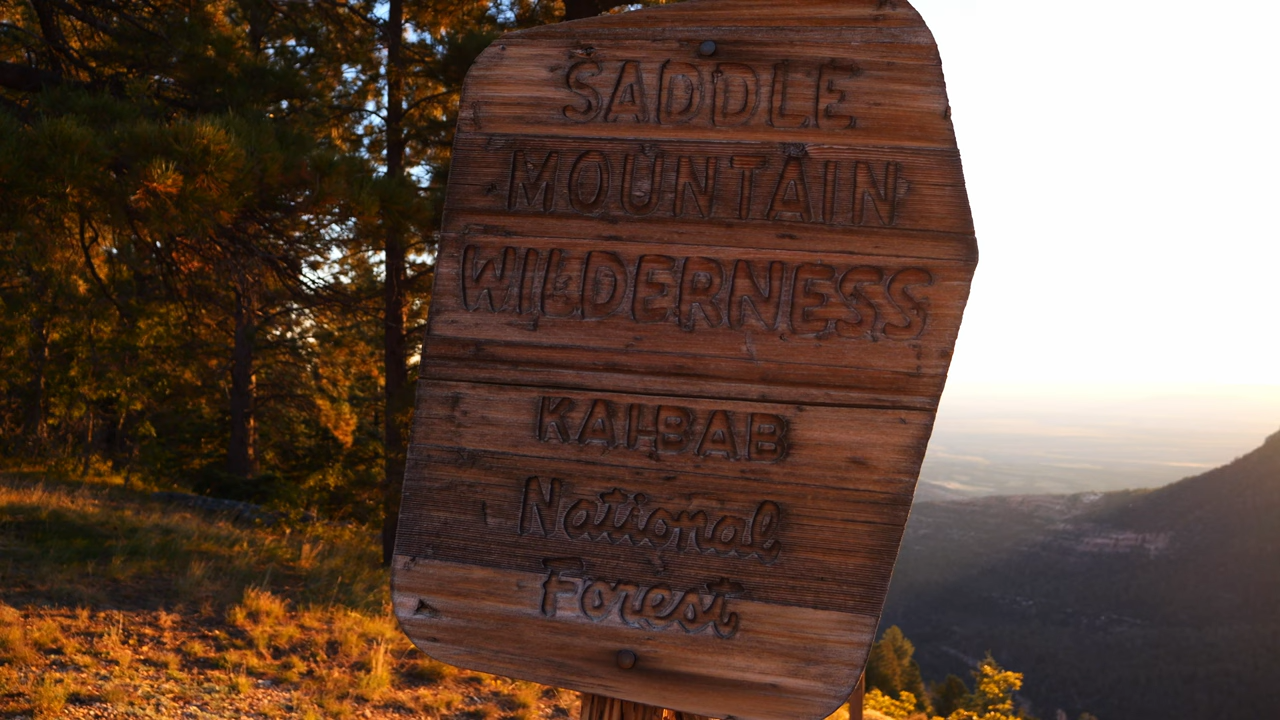 SADDLE
MOUNTAIN
WILDERNESS
KAIBAB
National
Forest